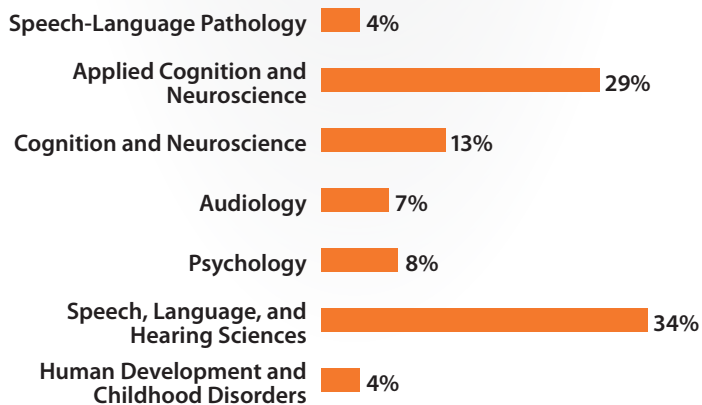 Speech-Language Pathology 4%
Applied Cognition and
Neuroscience 29%
Cognition and Neuroscience 13%
Audiology 7%
Psychology 8%
Speech, Language, and
Hearing Sciences 34%
Human Development and
Childhood Disorders 4%